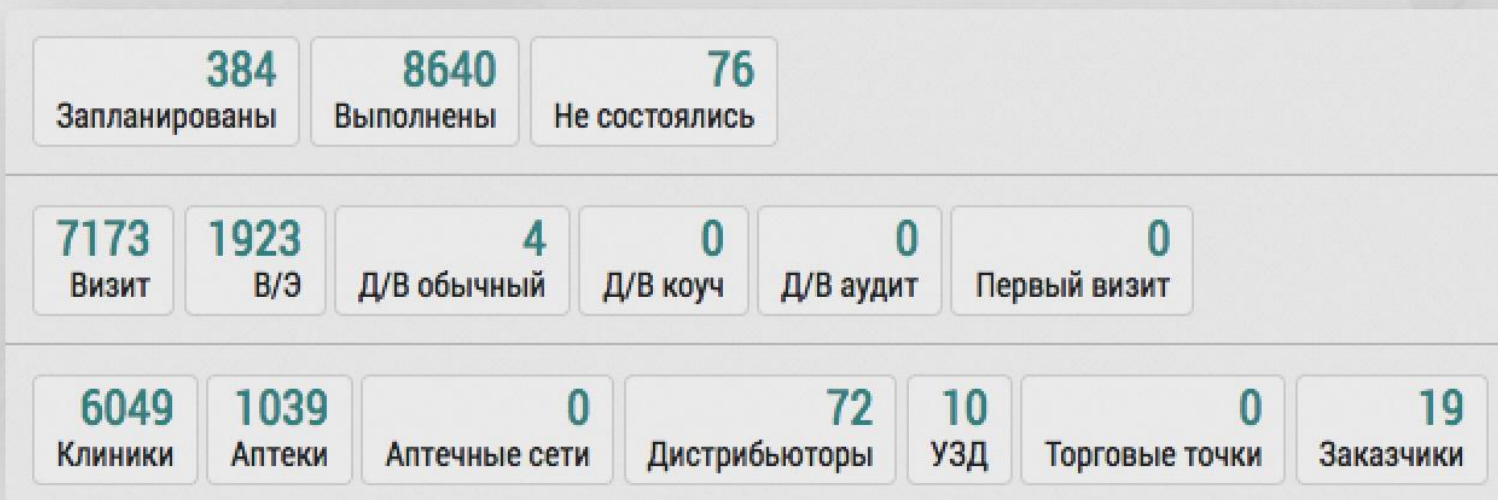 384 8640 76
Запланированы Выполнены Не состоялись
7173 1923 4 0 0 0
Визит В/Э Д/В обычный Д/В коуч Д/В аудит Первый визит
6049 1039 0 72 10 0 19
Клиники Аптеки Аптечные сети Дистрибьюторы УЗД Торговые точки Заказчики